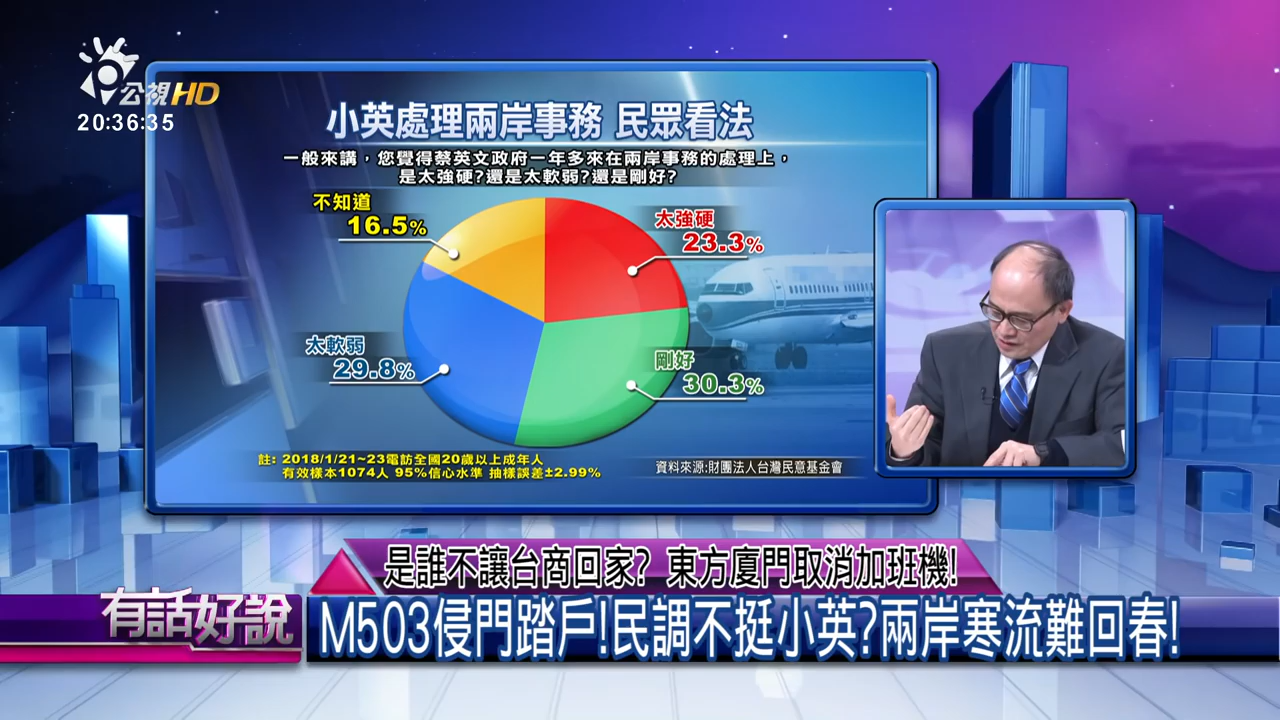 公視HD
20:36:35
小英處理兩岸事務 民眾看法
一般來講，您覺得蔡英文政府一年多來在兩岸事務的處理上，
是太強硬?還是太軟弱?還是剛好?
不知道
16.5%
太強硬
23.3%
太軟弱
29.8%
剛好
30.3%
註: 2018/1/21~23電訪全國20歲以上成年人
有效樣本1074人 95%信心水準 抽樣誤差±2.99%
資料來源:財團法人台灣民意基金會
是誰不讓台商回家? 東方廈門取消加班機!
有話好說
M503侵門踏戶!民調不挺小英?兩岸寒流難回春!